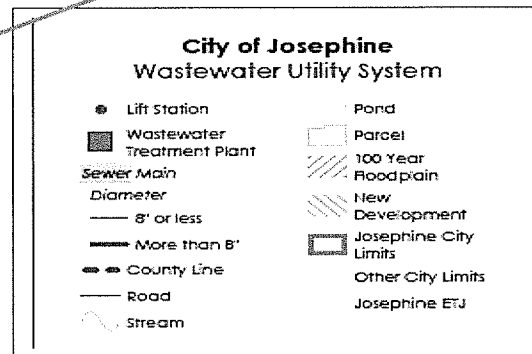 City of Josephine
Wastewater Utility System
Lift Station
Wastewater
Treatment Plant
Sewer Main
Diameter
8" or less
More than 8"
County Line
Road
Stream
Pond
Parcel
100 Year
Floodplain
New
Development
Josephine City
Limits
Other City Limits
Josephine ETJ